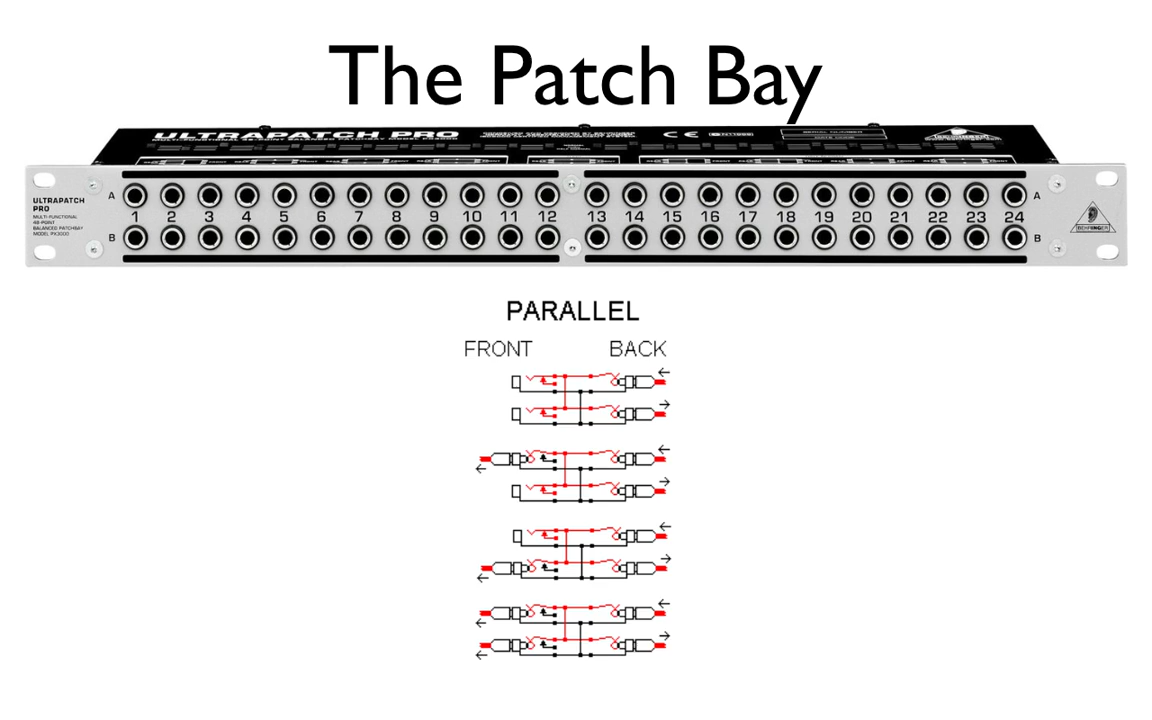 The Patch Bay
ULTRAPATCH PRO
A 1 2 3 4 5 6 7 8 9 10 11 12 13 14 15 16 17 18 19 20 21 22 23 24 A
B B
ULTRAPATCH
PRO
MULTI-FUNCTIONAL
48-POINT
BALANCED PATCHBAY
MODEL PX3000
BEHRINGER
PARALLEL
FRONT BACK